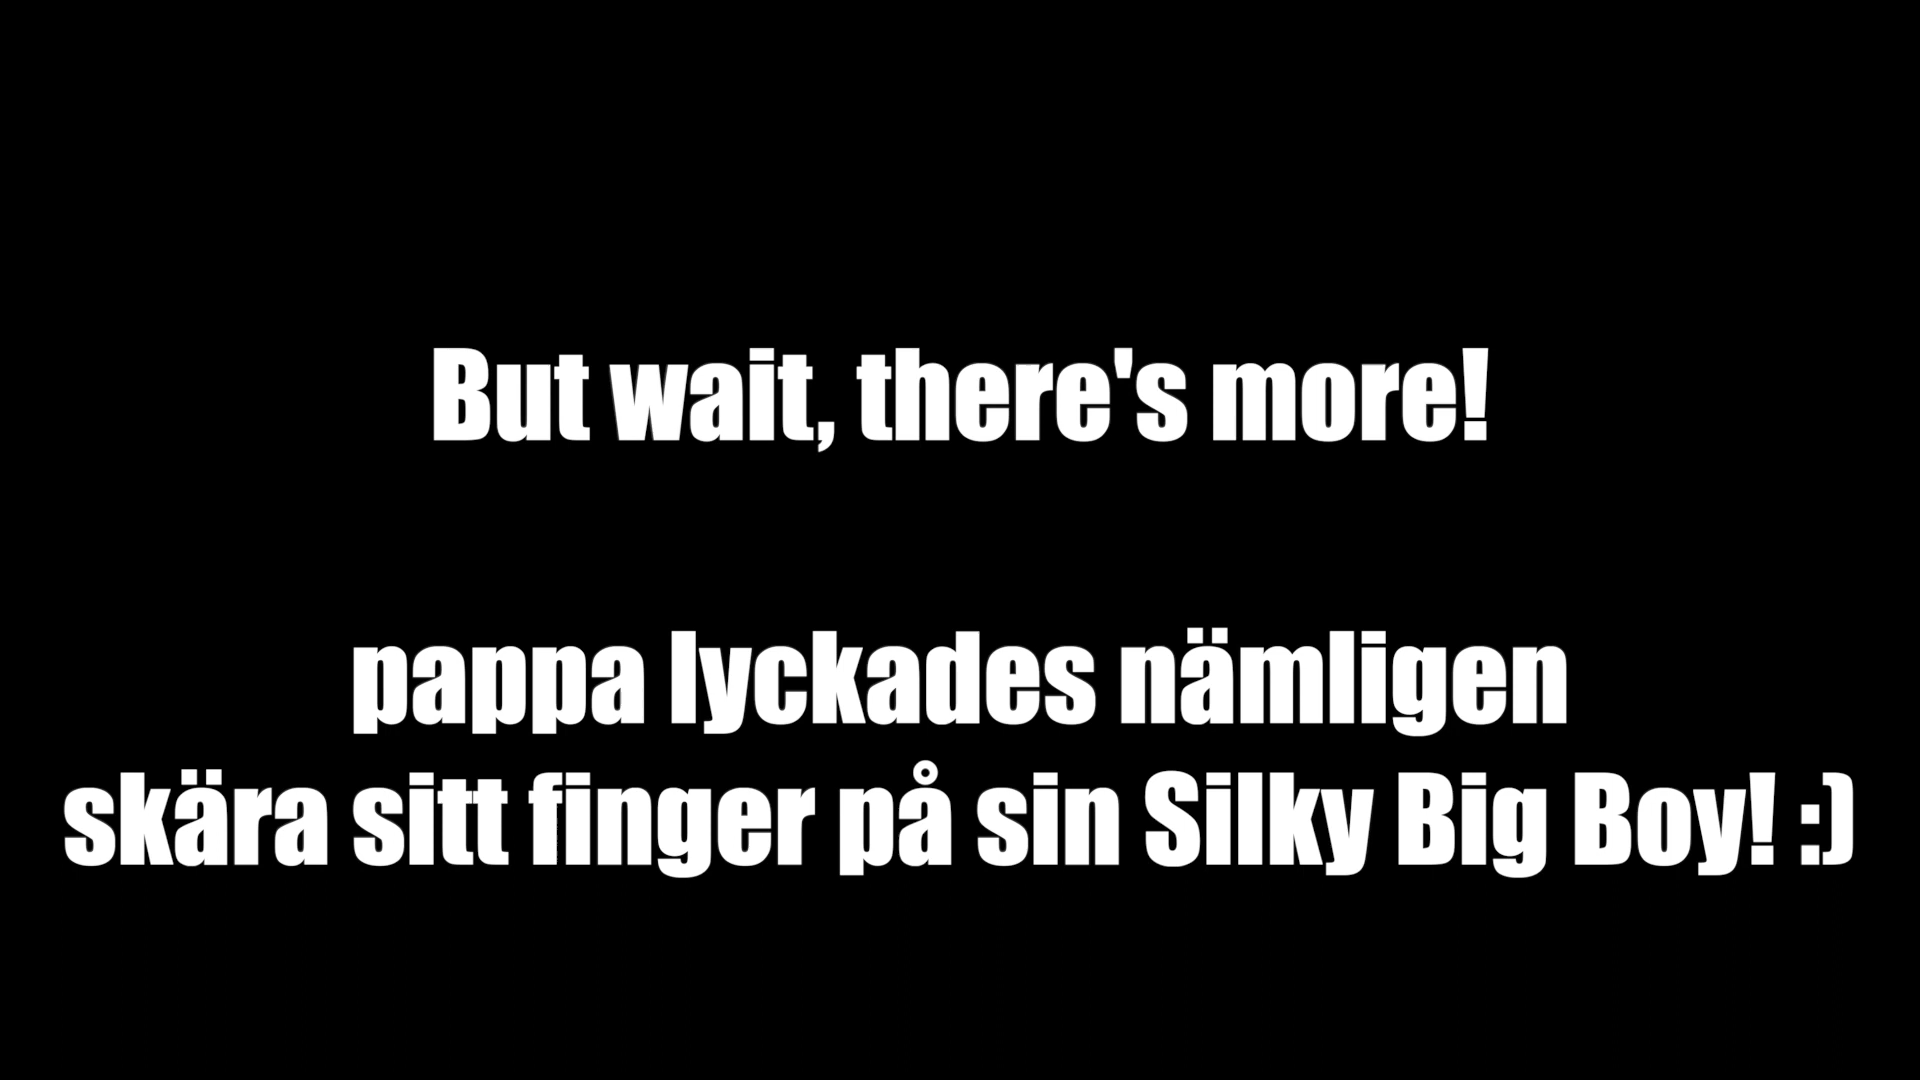 But wait, there's more!
pappa lyckades nämligen
skära sitt finger på sin Silky Big Boy! :)